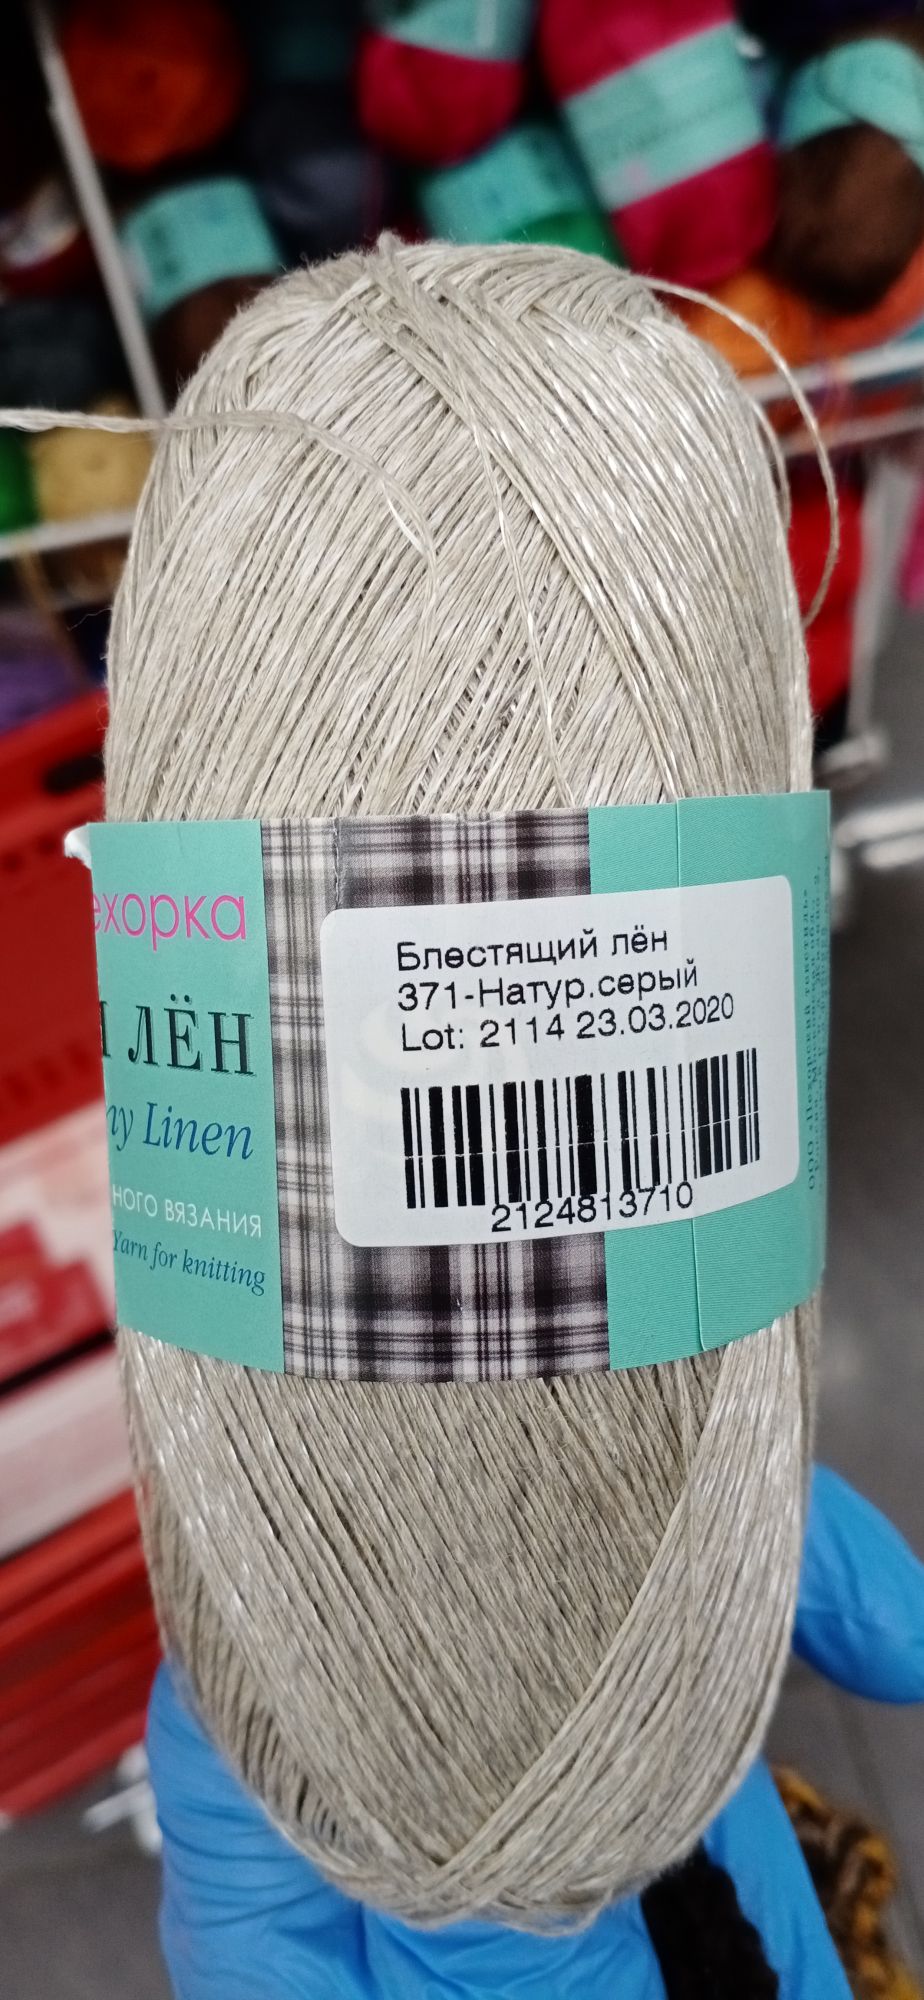 ехорка
ЛЁН
ny Linen
НОГО ВЯЗАНИЯ
Yarn for knitting
Блестящий лён
371-Натур.серый
Lot: 2114 23.03.2020
2124813710